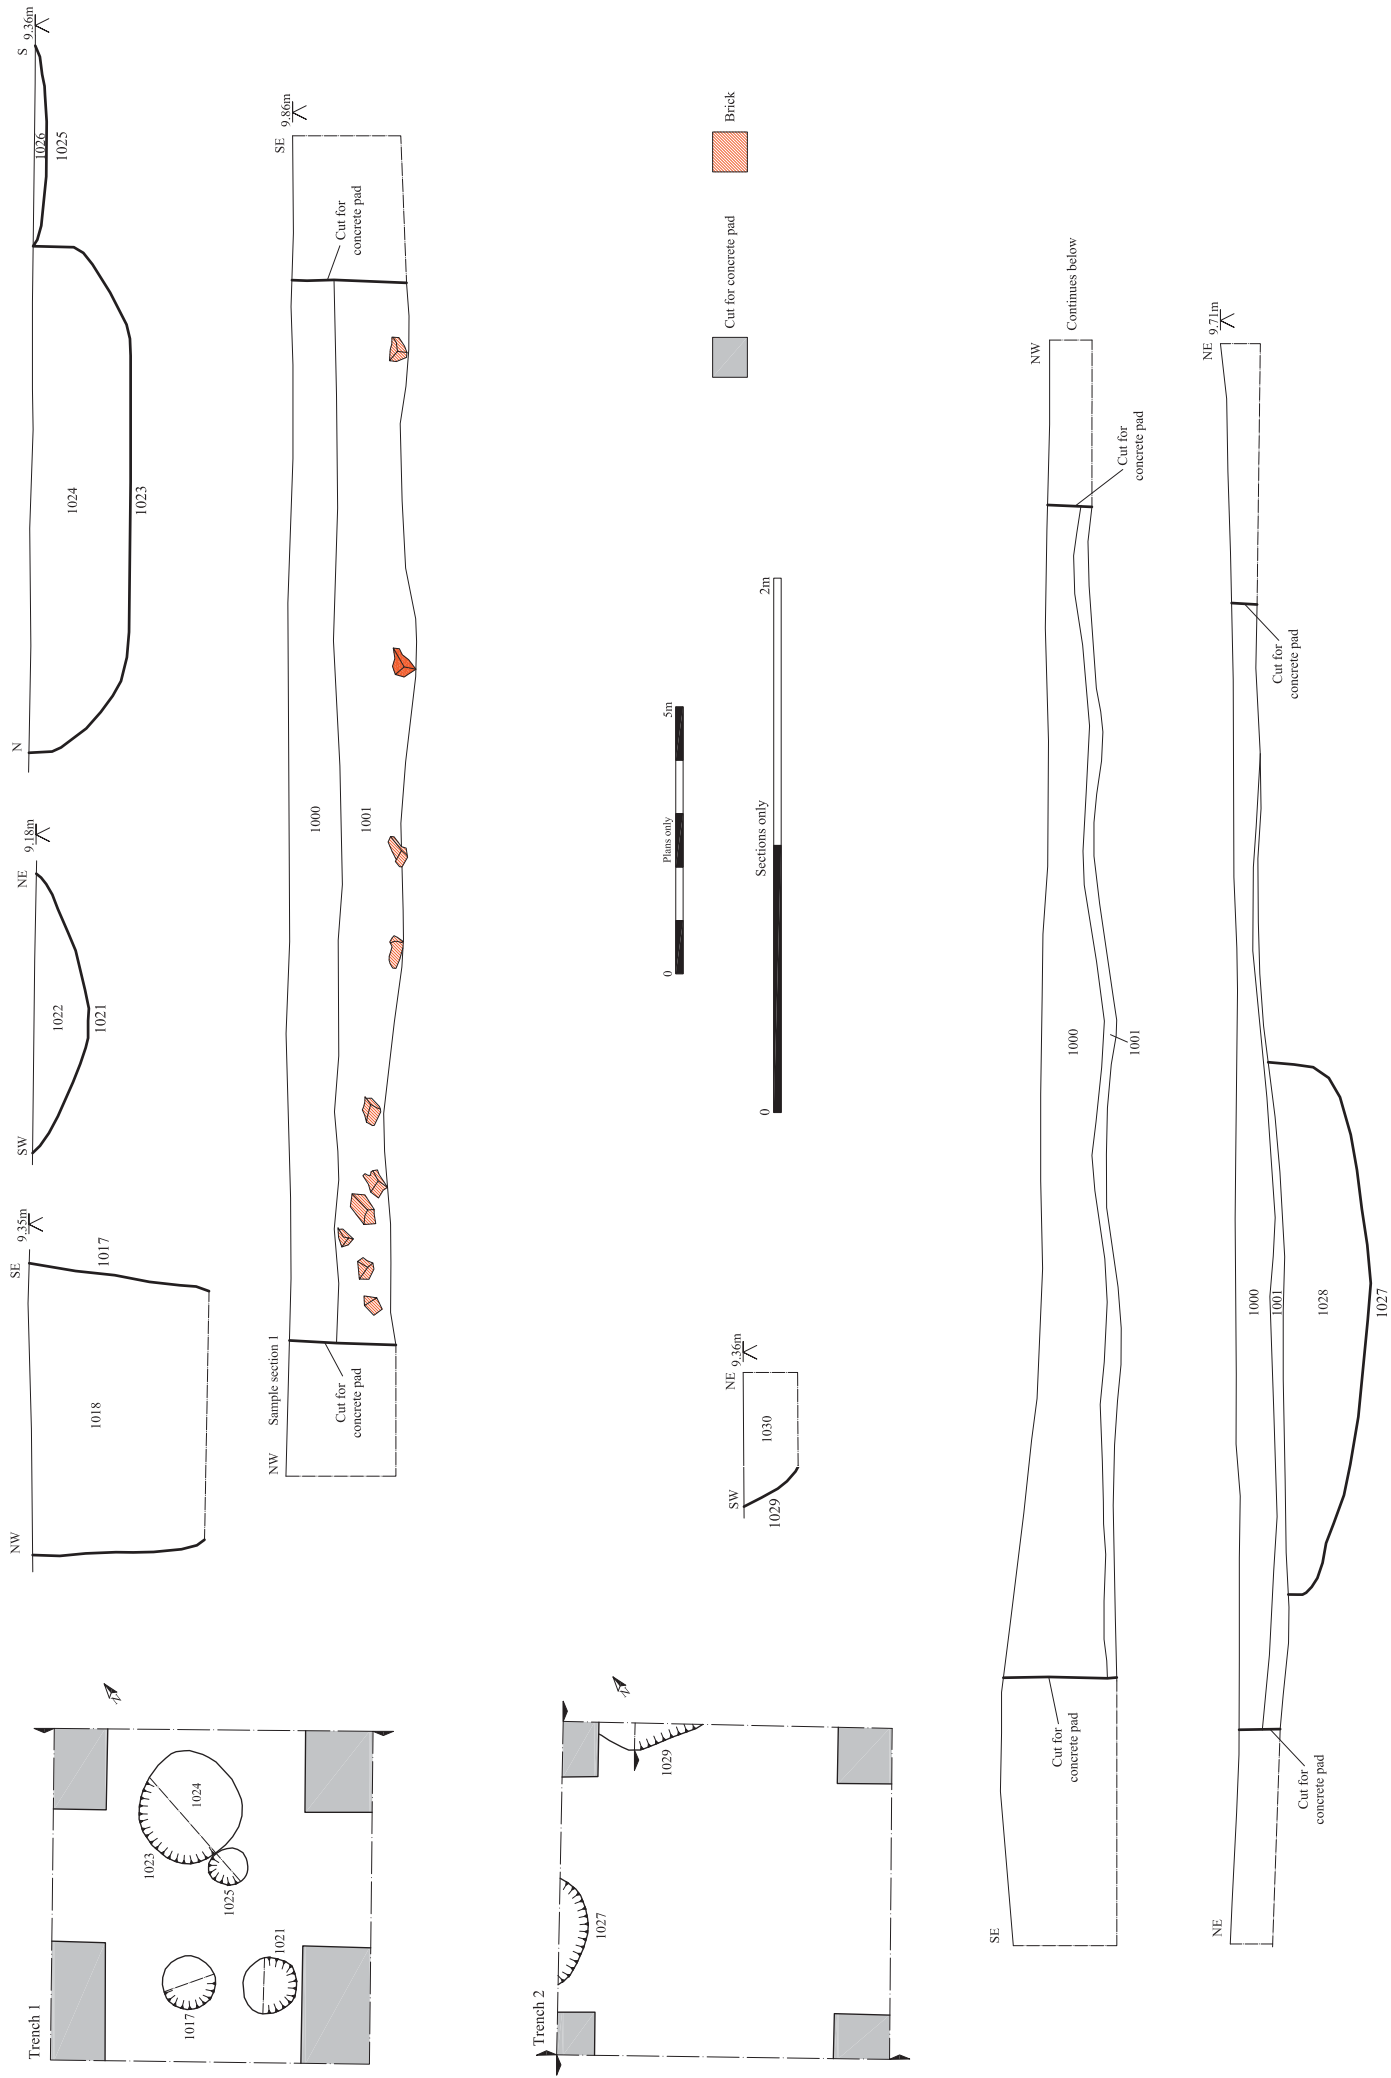 Trench 1
1017
1021
1023
1024
1025
N
NW
SE
9.35m
1018
1017
SW
NE
9.18m
1022
1021
N
S
9.36m
1024
1023
1026
1025
Sample section 1
NW
SE
9.86m
1000
1001
Cut for
concrete pad
Cut for
concrete pad
Trench 2
1027
1029
N
SW
NE
9.36m
1030
1029
0
Plans only
5m
0
Sections only
2m
Cut for concrete pad
Brick
SE
NW
Cut for
concrete pad
1000
1001
Cut for
concrete pad
Continues below
NE
NE
9.71m
Cut for
concrete pad
1000
1001
1028
1027
Cut for
concrete pad